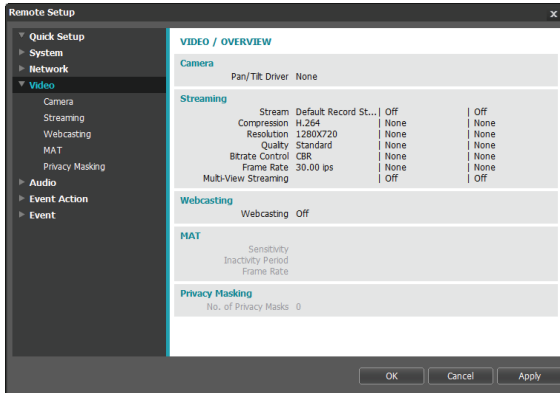 Remote Setup x
Quick Setup
System
Network
Video
Camera
Streaming
Webcasting
MAT
Privacy Masking
Audio
Event Action
Event
VIDEO / OVERVIEW
Camera
Pan/Tilt Driver None
Streaming
Stream Default Record St...| Off | Off
Compression H.264 | None | None
Resolution 1280X720 | None | None
Quality Standard | None | None
Bitrate Control CBR | None | None
Frame Rate 30.00 ips | None | None
Multi-View Streaming | Off | Off
Webcasting
Webcasting Off
MAT
Sensitivity
Inactivity Period
Frame Rate
Privacy Masking
No. of Privacy Masks 0
OK Cancel Apply